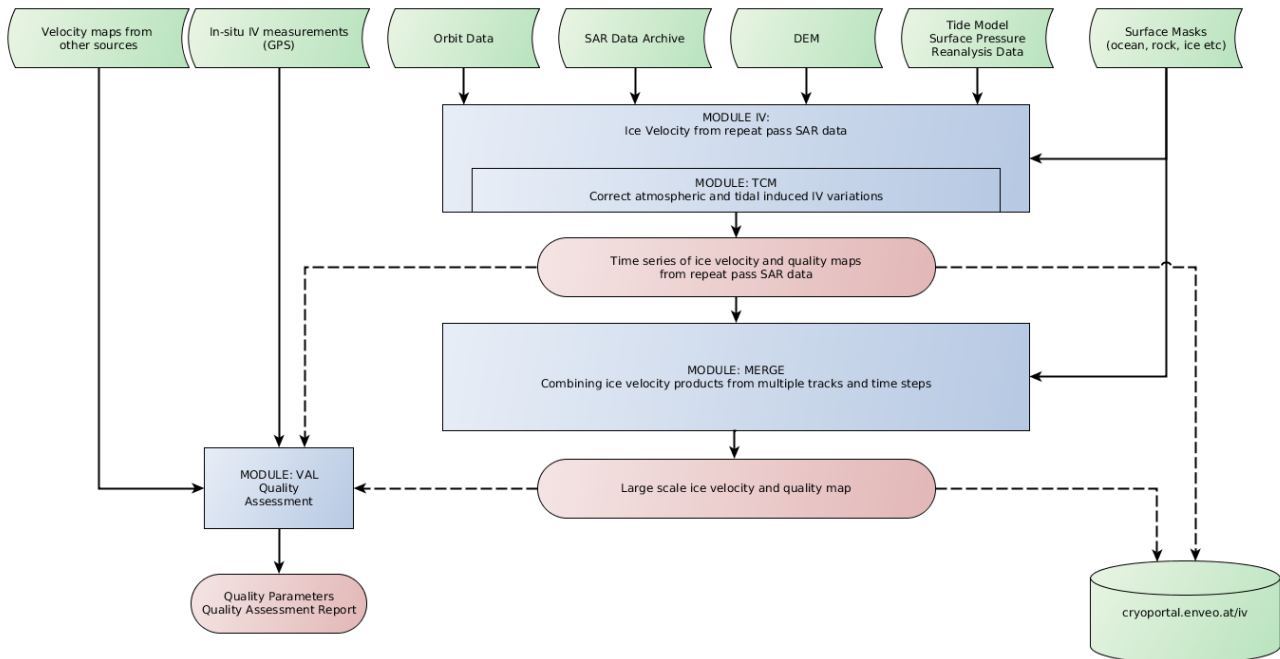 Velocity maps from
other sources
In-situ IV measurements
(GPS)
Orbit Data
SAR Data Archive
DEM
Tide Model
Surface Pressure
Reanalysis Data
Surface Masks
(ocean, rock, ice etc)
MODULE IV:
Ice Velocity from repeat pass SAR data
MODULE: TCM
Correct atmospheric and tidal induced IV variations
Time series of ice velocity and quality maps
from repeat pass SAR data
MODULE: MERGE
Combining ice velocity products from multiple tracks and time steps
MODULE: VAL
Quality
Assessment
Large scale ice velocity and quality map
Quality Parameters
Quality Assessment Report
cryoportal.enveo.at/iv